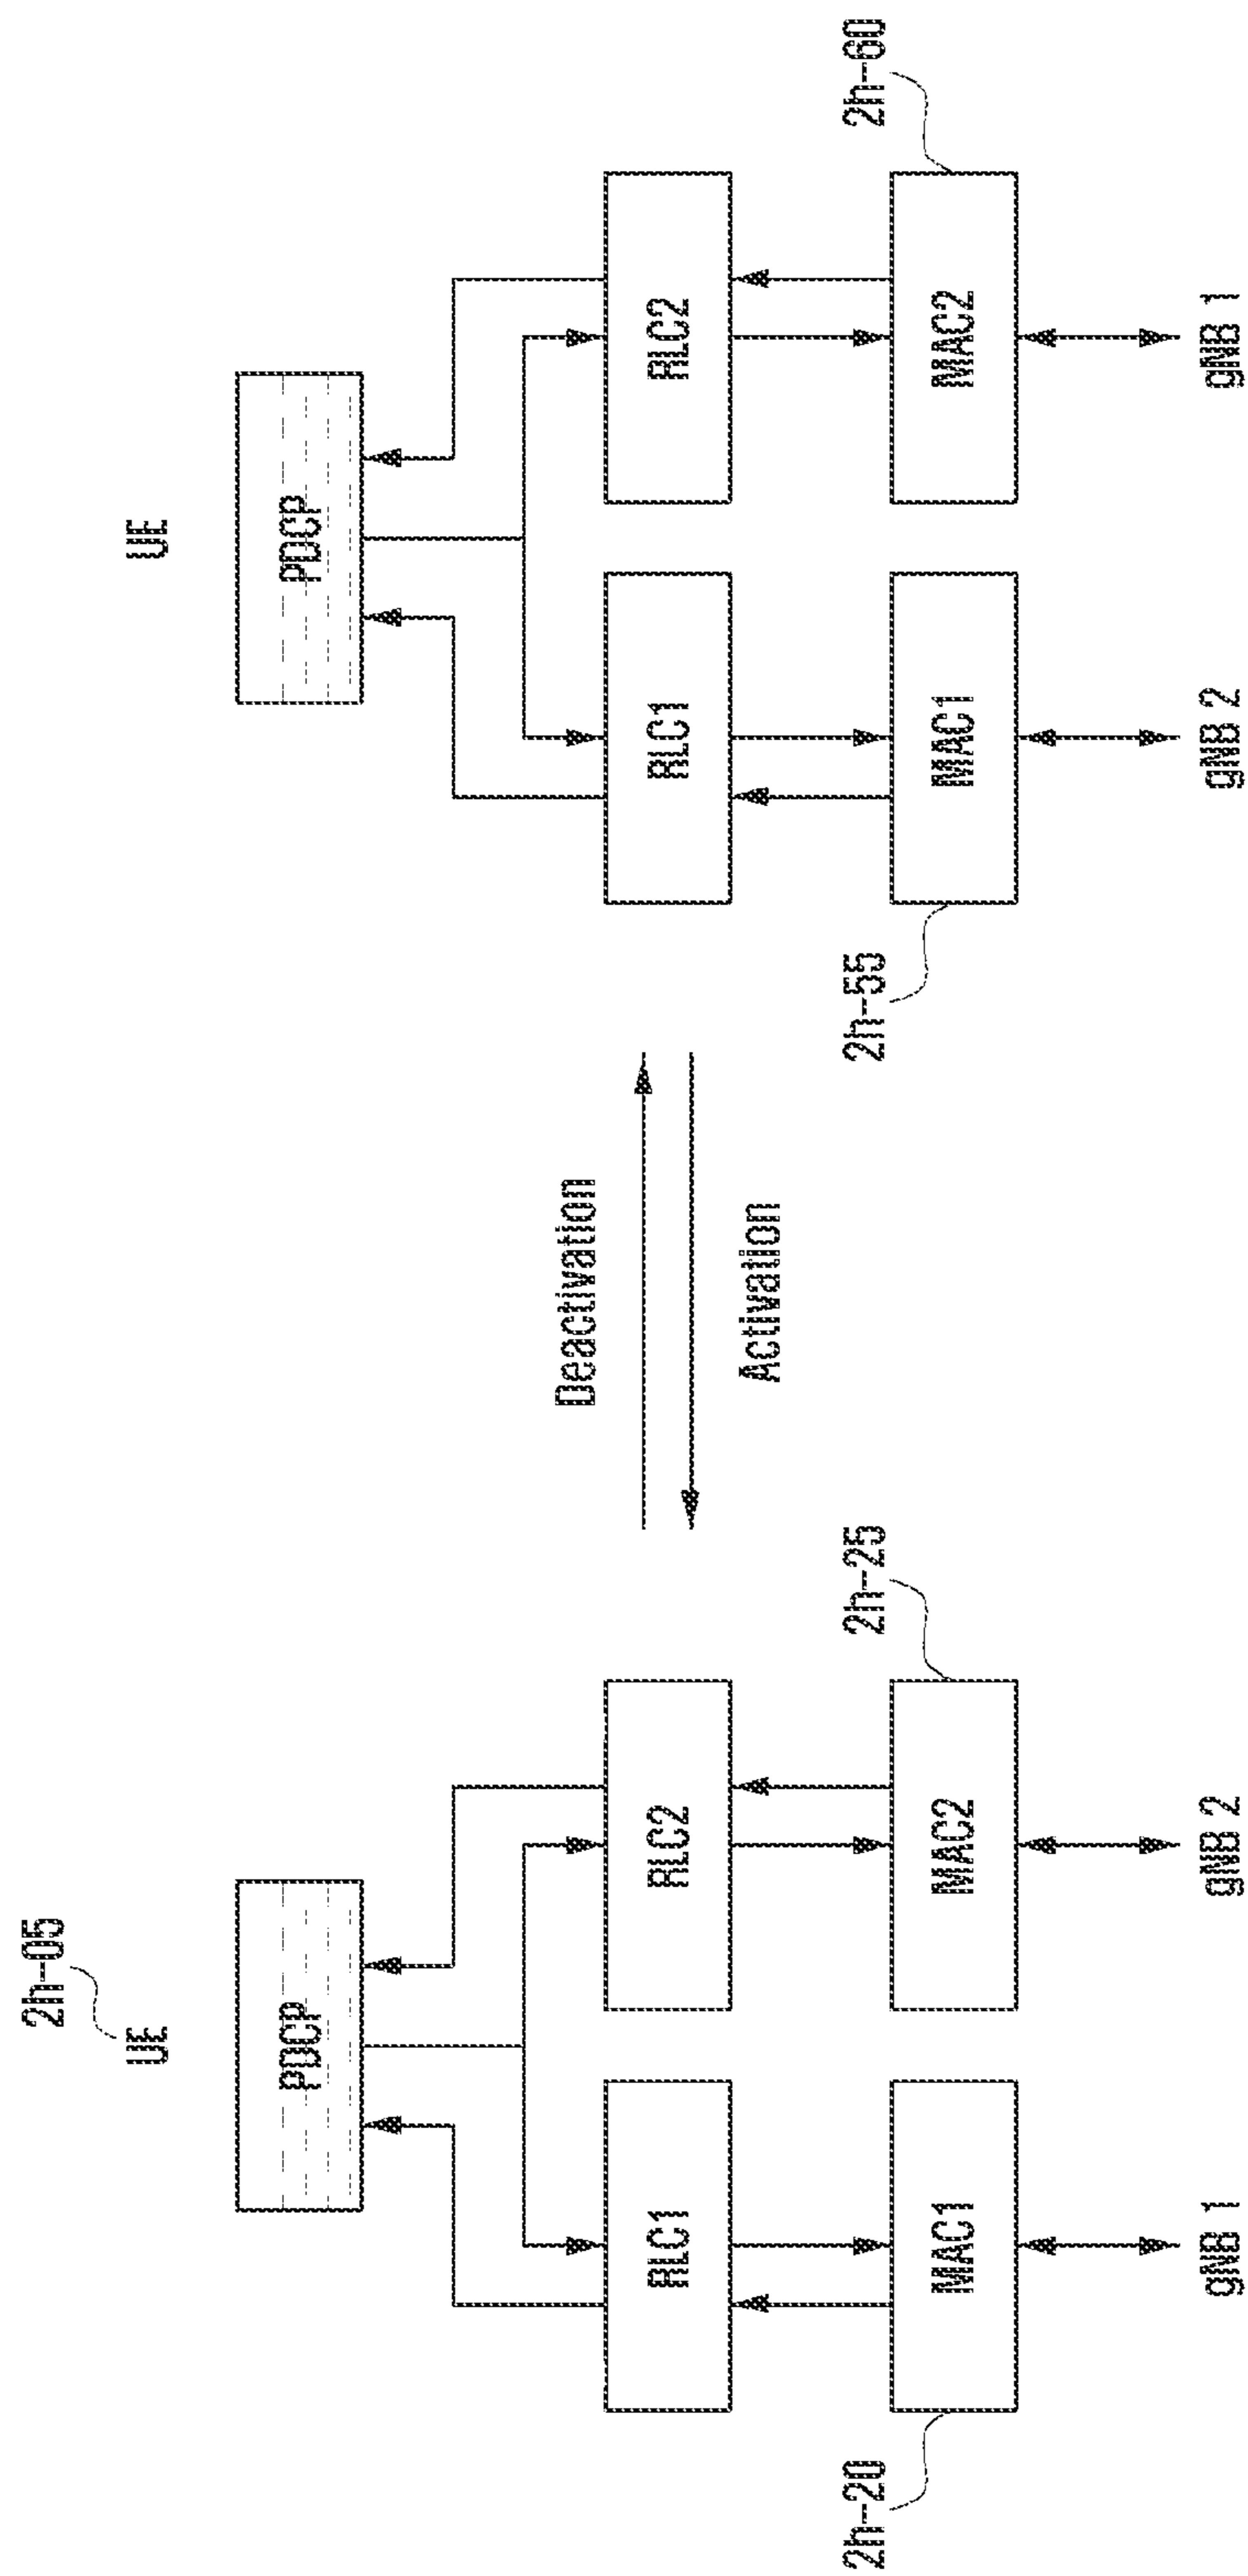 2h-05
UE
PDCP
RLC1
RLC2
2h-20
MAC1
MAC2
2h-25
gNB 1
gNB 2
Deactivation
Activation
UE
PDCP
RLC1
RLC2
2h-55
MAC1
MAC2
2h-60
gNB 2
gNB 1